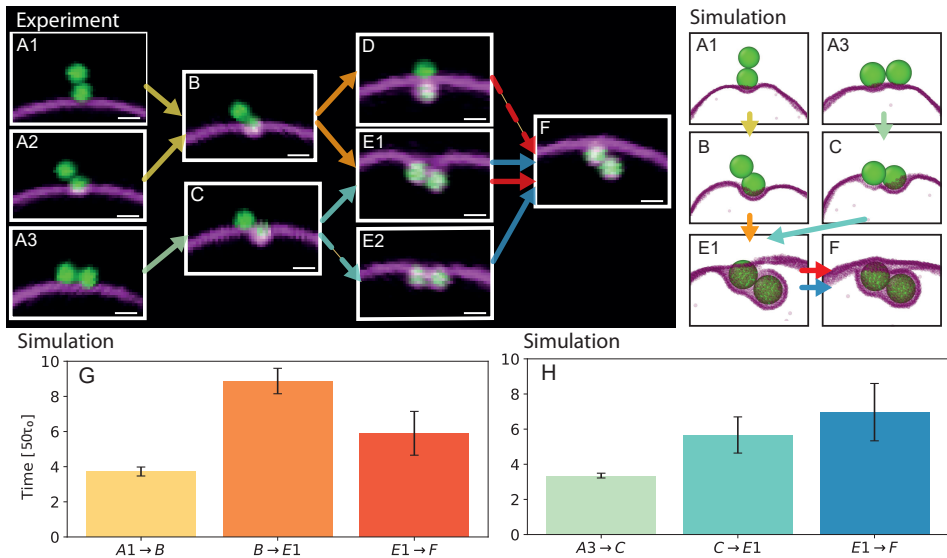 Experiment
A1
A2
A3
B
C
D
E1
E2
F
Simulation
A1
A3
B
C
E1
F
Simulation
G
Time [50τ₀]
10
8
6
4
2
0
A1 → B
B → E1
E1 → F
Simulation
H
10
8
6
4
2
0
A3 → C
C → E1
E1 → F